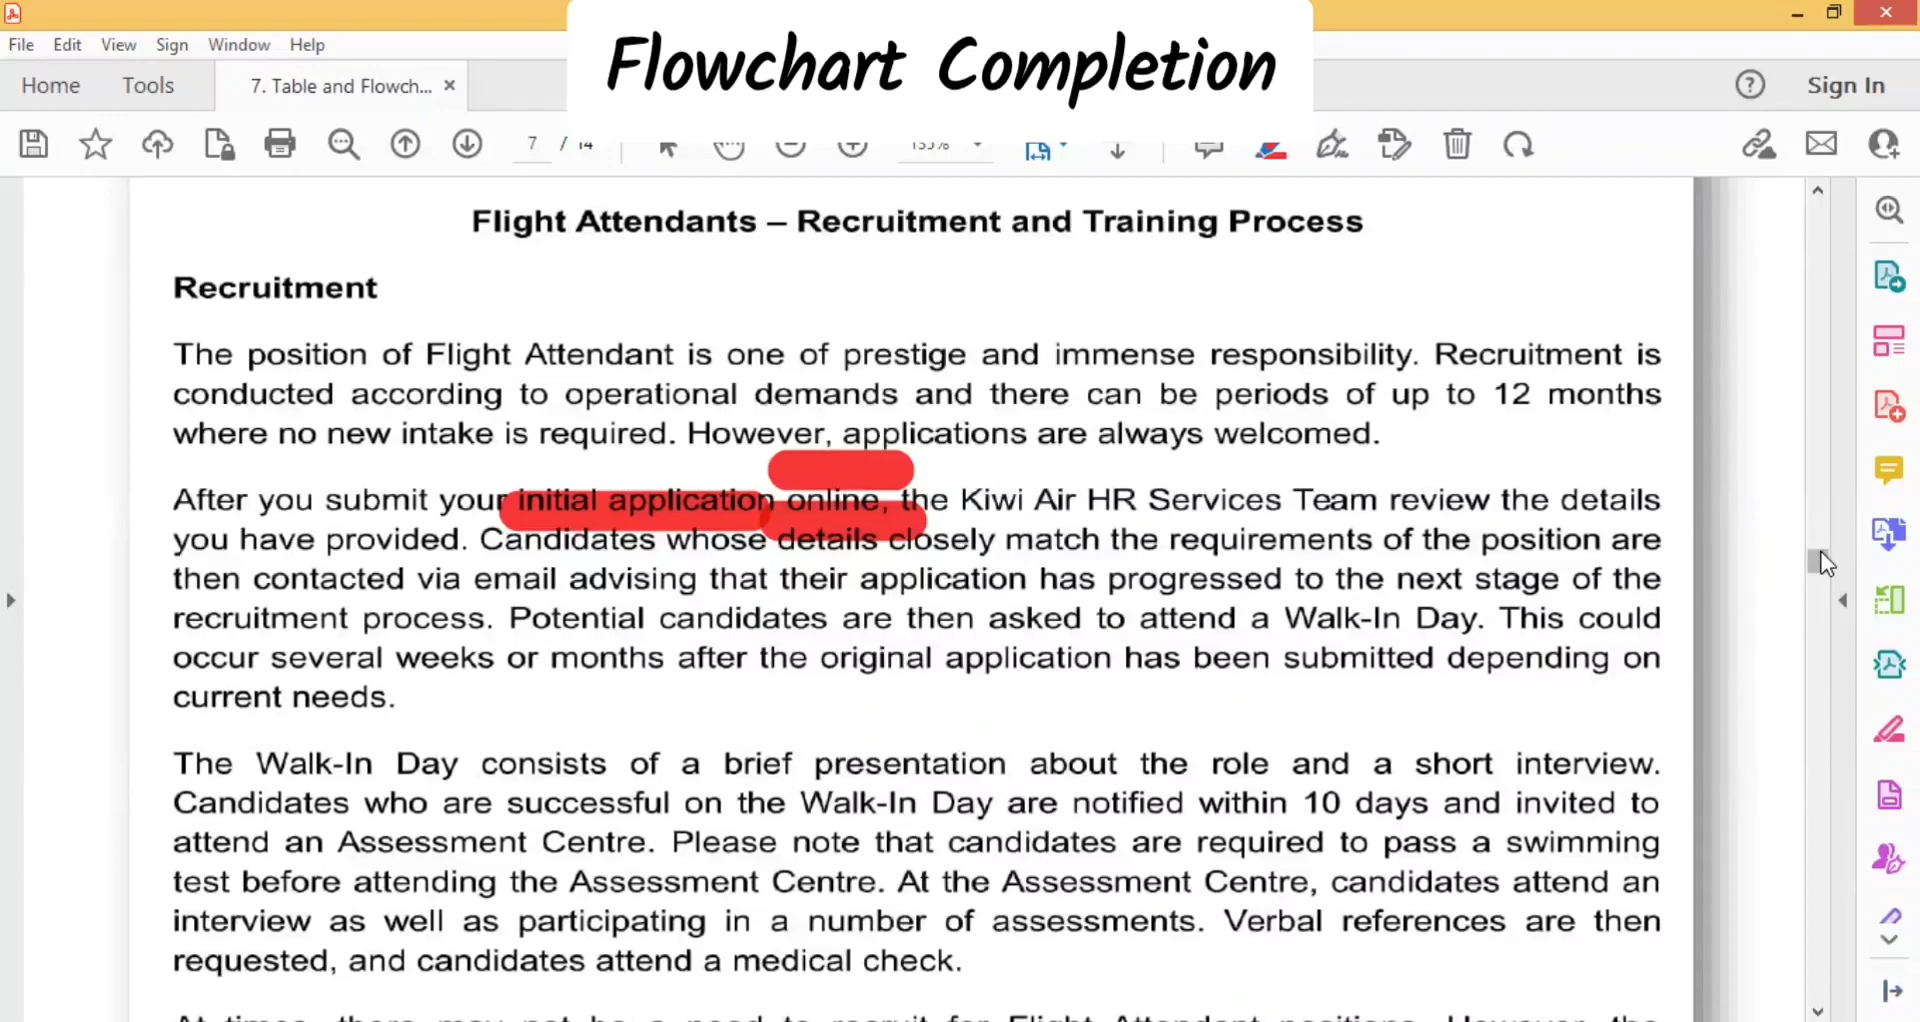 Flowchart Completion
File Edit View Sign Window Help
Home Tools 7. Table and Flowch... × Sign In
7 / 14
Flight Attendants – Recruitment and Training Process
Recruitment
The position of Flight Attendant is one of prestige and immense responsibility. Recruitment is
conducted according to operational demands and there can be periods of up to 12 months
where no new intake is required. However, applications are always welcomed.
After you submit your initial application online, the Kiwi Air HR Services Team review the details
you have provided. Candidates whose details closely match the requirements of the position are
then contacted via email advising that their application has progressed to the next stage of the
recruitment process. Potential candidates are then asked to attend a Walk-In Day. This could
occur several weeks or months after the original application has been submitted depending on
current needs.
The Walk-In Day consists of a brief presentation about the role and a short interview.
Candidates who are successful on the Walk-In Day are notified within 10 days and invited to
attend an Assessment Centre. Please note that candidates are required to pass a swimming
test before attending the Assessment Centre. At the Assessment Centre, candidates attend an
interview as well as participating in a number of assessments. Verbal references are then
requested, and candidates attend a medical check.